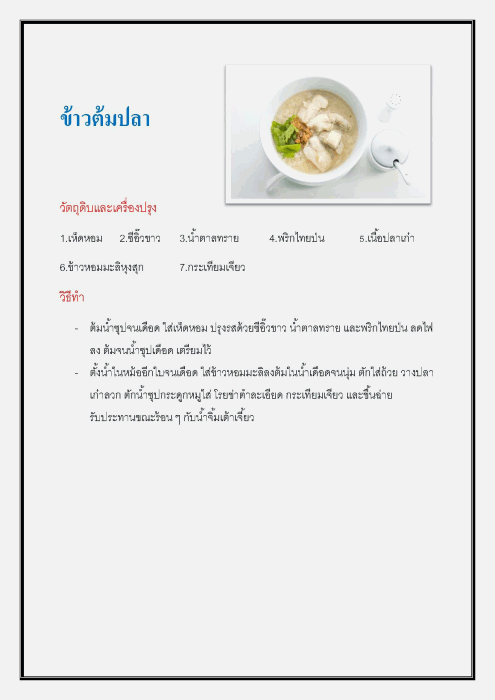 ข้าวต้มปลา
วัตถุดิบและเครื่องปรุง
1.เห็ดหอม 2.ซีอิ๊วขาว 3.น้ำตาลทราย 4.พริกไทยป่น 5.เนื้อปลาเก๋า
6.ข้าวหอมมะลิหุงสุก 7.กระเทียมเจียว
วิธีทำ
- ต้มน้ำซุปจนเดือด ใส่เห็ดหอม ปรุงรสด้วยซีอิ๊วขาว น้ำตาลทราย และพริกไทยป่น ลดไฟ
ลง ต้มจนน้ำซุปเดือด เตรียมไว้
- ตั้งน้ำในหม้ออีกใบจนเดือด ใส่ข้าวหอมมะลิลงต้มในน้ำเดือดจนนุ่ม ตักใส่ถ้วย วางปลา
เก๋าลวก ตักน้ำซุปกระดูกหมูใส่ โรยข่าตำละเอียด กระเทียมเจียว และขึ้นฉ่าย
รับประทานขณะร้อน ๆ กับน้ำจิ้มเต้าเจี้ยว